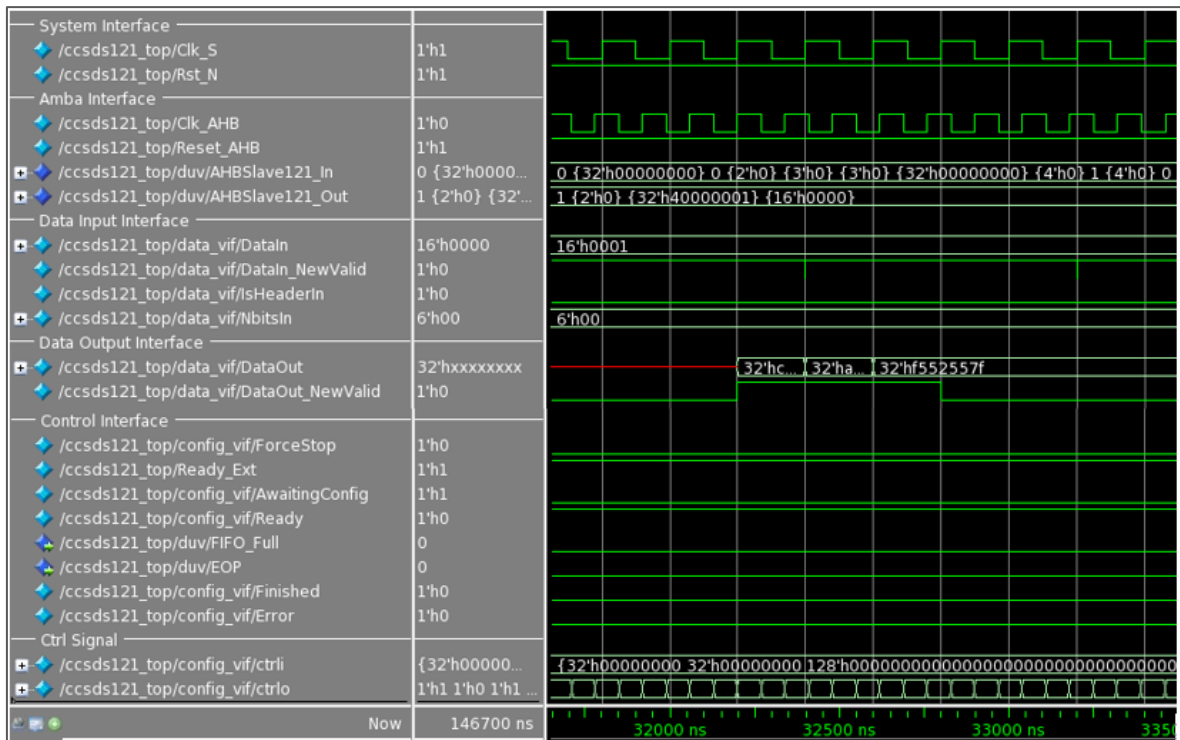 System Interface
/ccsds121_top/Clk_S 1'h1
/ccsds121_top/Rst_N 1'h1
Amba Interface
/ccsds121_top/Clk_AHB 1'h0
/ccsds121_top/Reset_AHB 1'h1
/ccsds121_top/duv/AHBSlave121_In 0 {32'h0000... 0 {32'h00000000} 0 {2'h0} {3'h0} {3'h0} {32'h00000000} {4'h0} 1 {4'h0} 0
/ccsds121_top/duv/AHBSlave121_Out 1 {2'h0} {32'... 1 {2'h0} {32'h40000001} {16'h0000}
Data Input Interface
/ccsds121_top/data_vif/DataIn 16'h0000 16'h0001
/ccsds121_top/data_vif/DataIn_NewValid 1'h0
/ccsds121_top/data_vif/IsHeaderIn 1'h0
/ccsds121_top/data_vif/NbitsIn 6'h00 6'h00
Data Output Interface
/ccsds121_top/data_vif/DataOut 32'hxxxxxxxx 32'hc... 32'ha... 32'hf552557f
/ccsds121_top/data_vif/DataOut_NewValid 1'h0
Control Interface
/ccsds121_top/config_vif/ForceStop 1'h0
/ccsds121_top/Ready_Ext 1'h1
/ccsds121_top/config_vif/AwaitingConfig 1'h1
/ccsds121_top/config_vif/Ready 1'h0
/ccsds121_top/duv/FIFO_Full 0
/ccsds121_top/duv/EOP 0
/ccsds121_top/config_vif/Finished 1'h0
/ccsds121_top/config_vif/Error 1'h0
Ctrl Signal
/ccsds121_top/config_vif/ctrli {32'h00000... {32'h00000000 32'h00000000 128'h00000000000000000000000000000
/ccsds121_top/config_vif/ctrlo 1'h1 1'h0 1'h1 ...
Now 146700 ns 32000 ns 32500 ns 33000 ns 3350